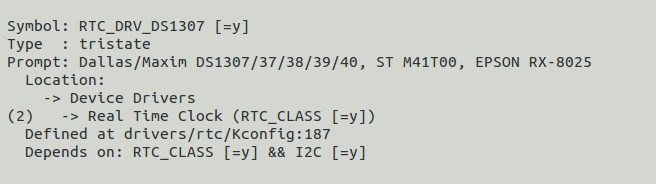 Symbol: RTC_DRV_DS1307 [=y]
Type  : tristate
Prompt: Dallas/Maxim DS1307/37/38/39/40, ST M41T00, EPSON RX-8025
  Location:
    -> Device Drivers
(2)   -> Real Time Clock (RTC_CLASS [=y])
  Defined at drivers/rtc/Kconfig:187
  Depends on: RTC_CLASS [=y] && I2C [=y]